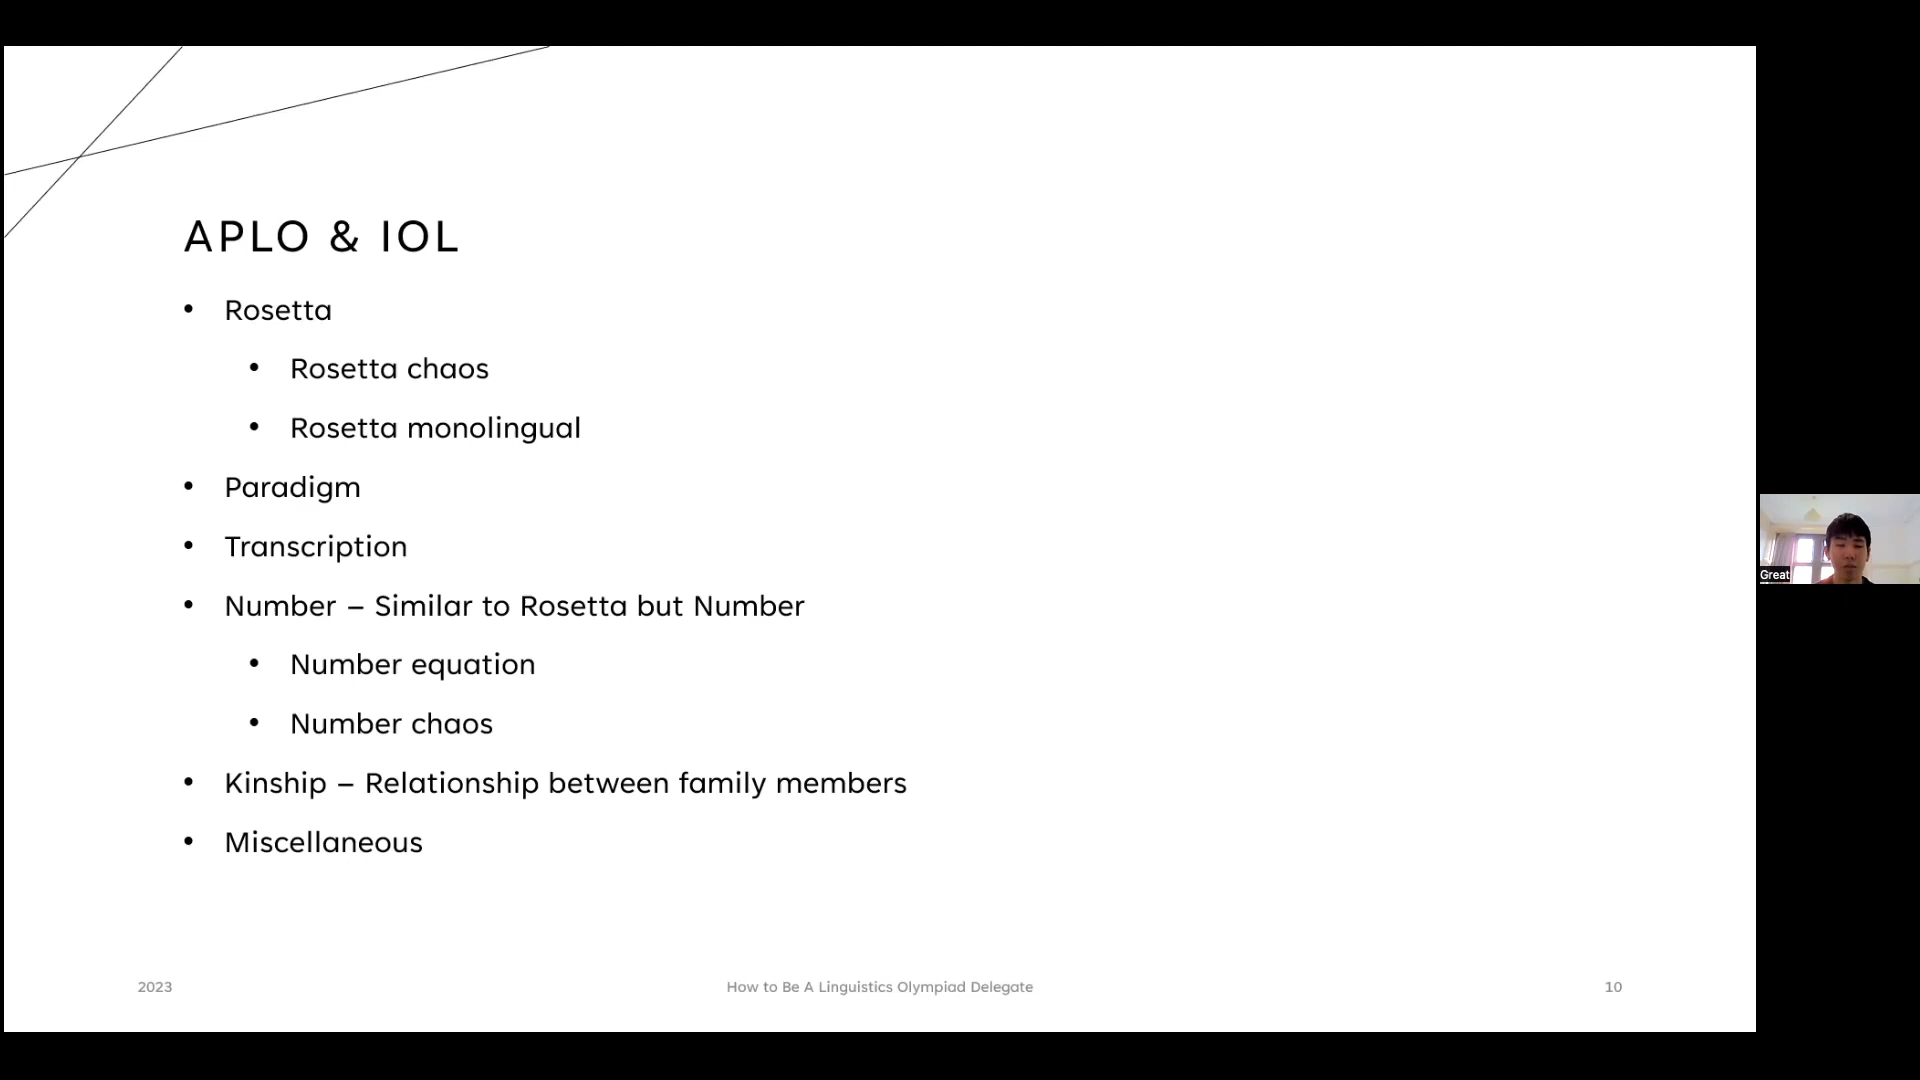 APLO & IOL
• Rosetta
• Rosetta chaos
• Rosetta monolingual
• Paradigm
• Transcription
• Number – Similar to Rosetta but Number
• Number equation
• Number chaos
• Kinship – Relationship between family members
• Miscellaneous
Great
2023
How to Be A Linguistics Olympiad Delegate
10